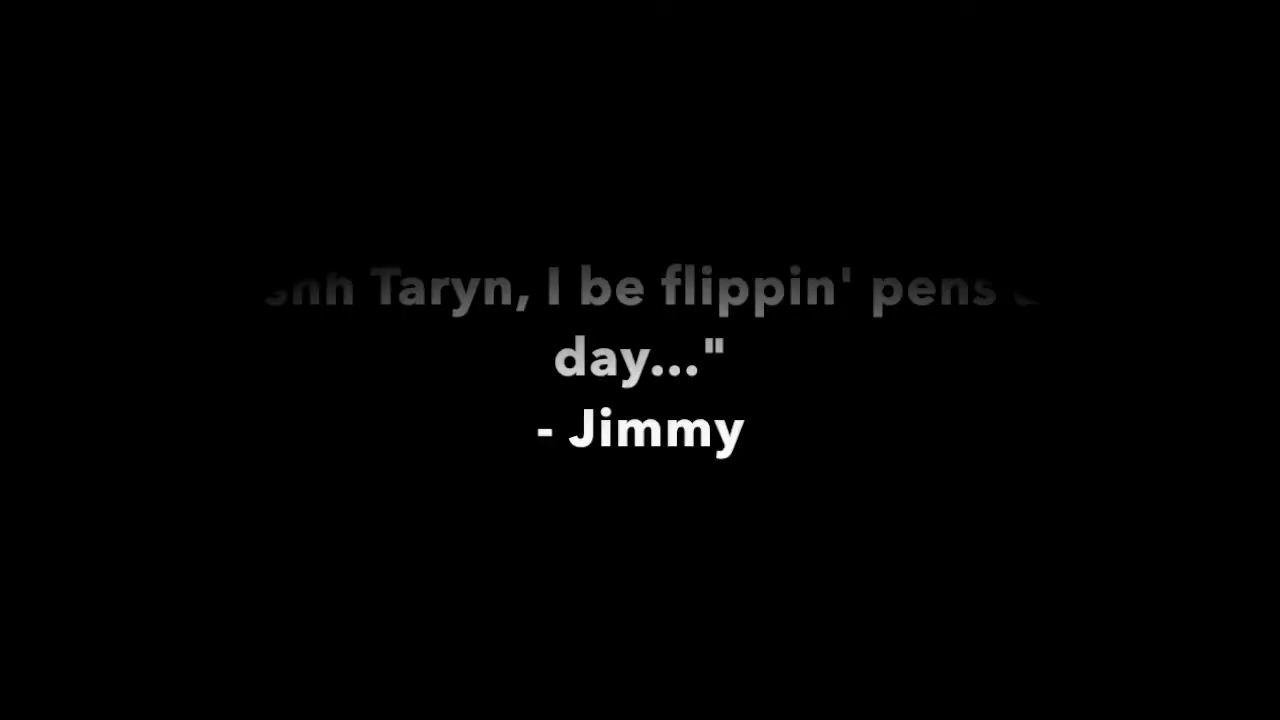 Taryn, I be flippin' pens
day..."
- Jimmy